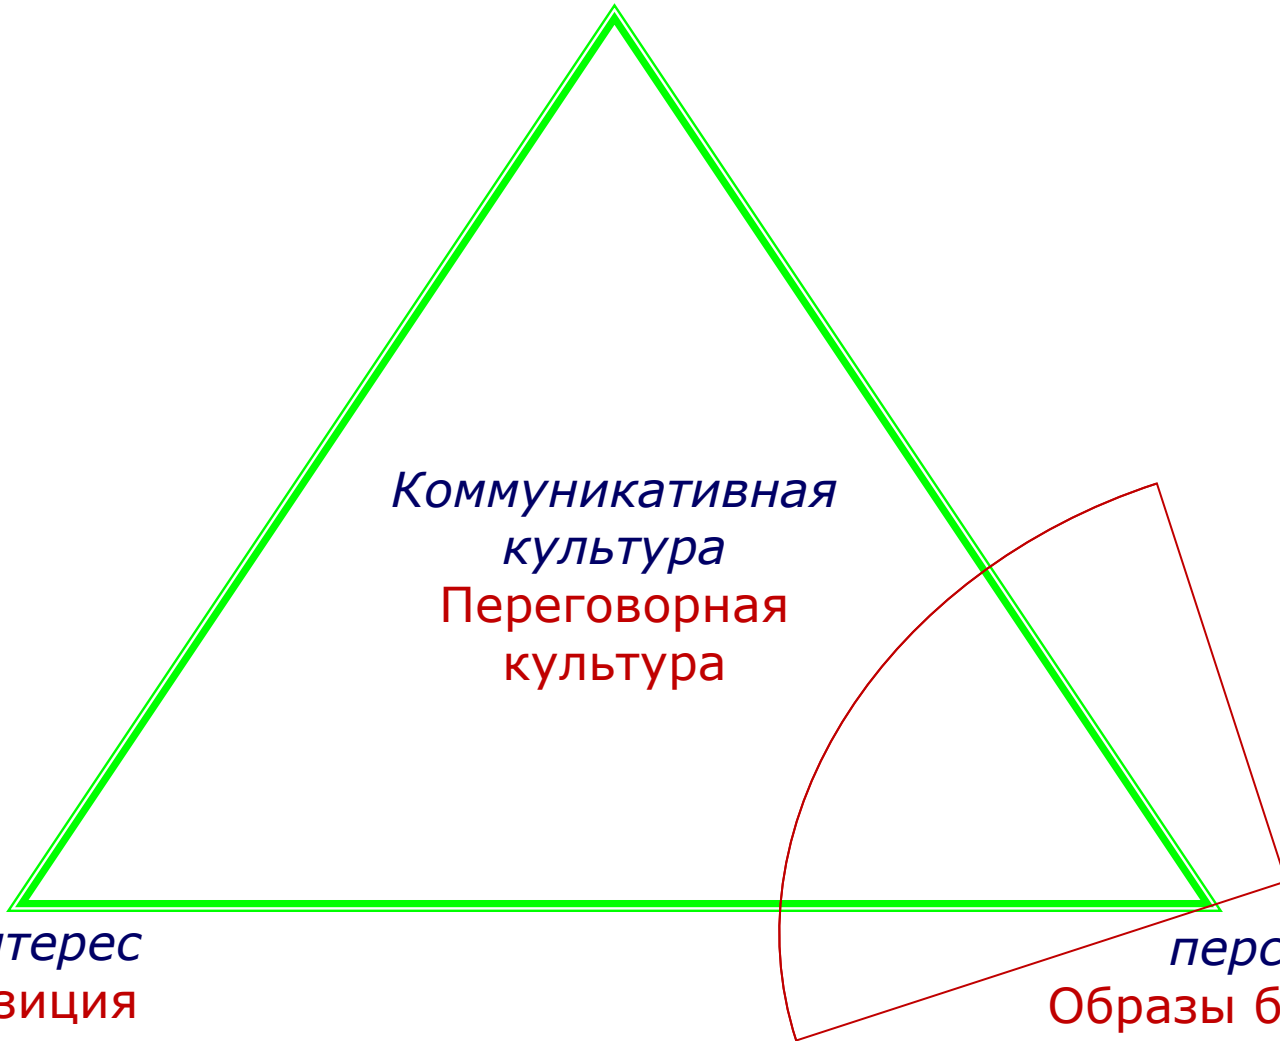 Коммуникативная
культура
Переговорная
культура
терес
зиция
перс
Образы б